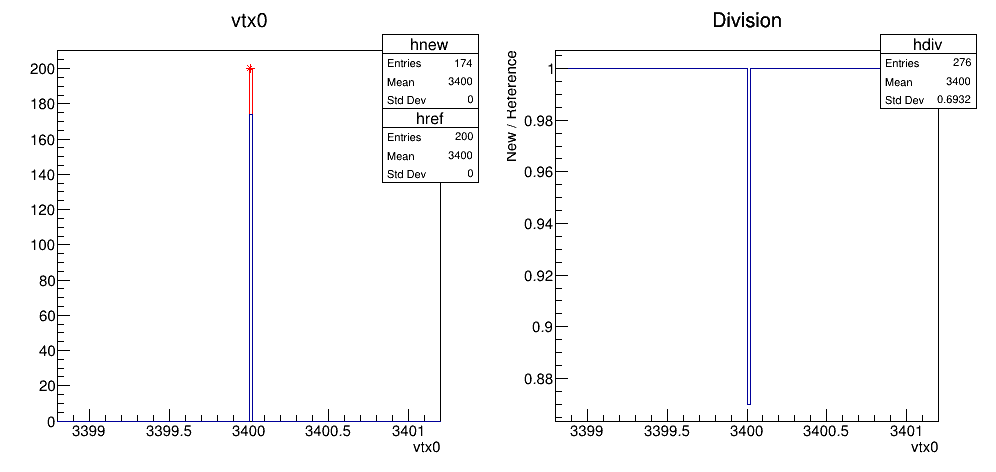 vtx0
hnew
Entries 174
Mean 3400
Std Dev 0
href
Entries 200
Mean 3400
Std Dev 0
200
180
160
140
120
100
80
60
40
20
0
3399 3399.5 3400 3400.5 3401
vtx0
Division
hdiv
Entries 276
Mean 3400
Std Dev 0.6932
New / Reference
1
0.98
0.96
0.94
0.92
0.9
0.88
3399 3399.5 3400 3400.5 3401
vtx0